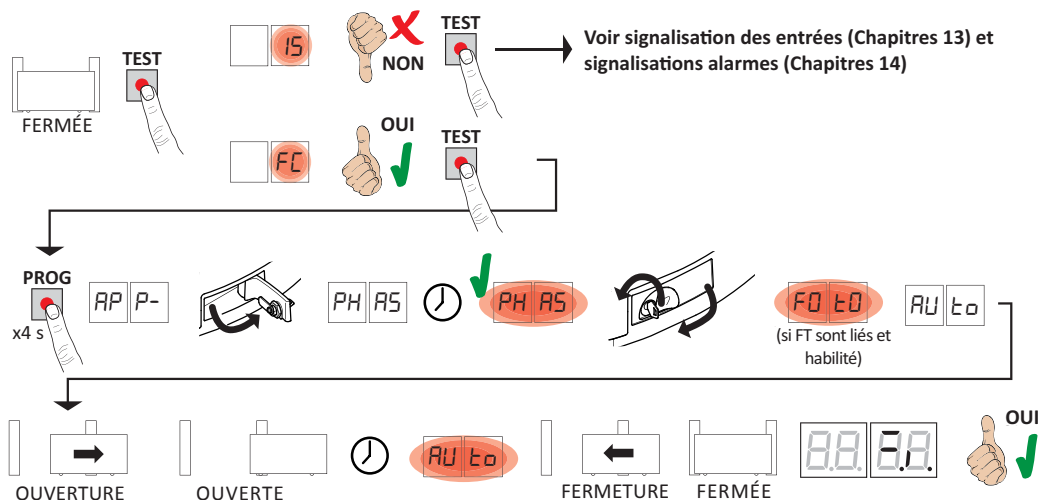 FERMÉE
TEST
15
NON
TEST
Voir signalisation des entrées (Chapitres 13) et
signalisations alarmes (Chapitres 14)
FC
OUI
TEST
PROG
x4 s
AP P-
PH AS
PH AS
FO tO
(si FT sont liés et
habilité)
AU to
OUVERTURE
OUVERTE
AU to
FERMETURE
FERMÉE
OUI